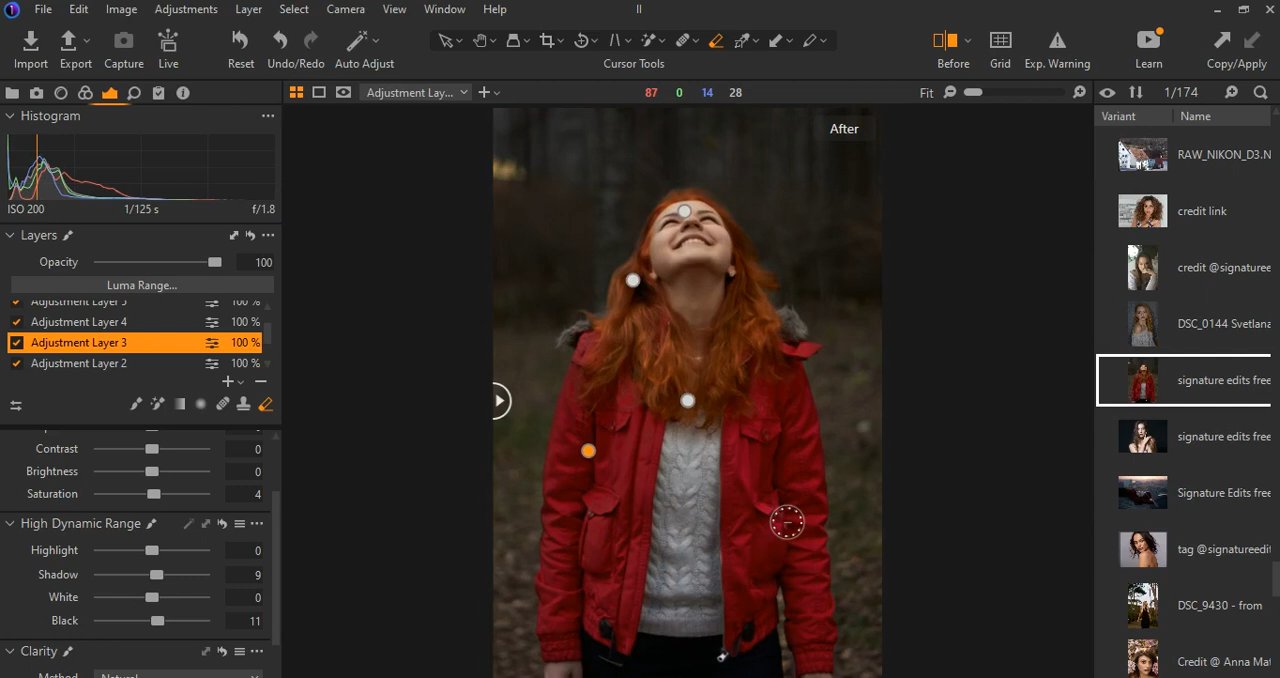 File Edit Image Adjustments Layer Select Camera View Window Help
Import Export Capture Live Reset Undo/Redo Auto Adjust Cursor Tools Before Grid Exp. Warning Learn Copy/Apply
Adjustment Lay... 87 0 14 28 Fit 1/174
Histogram
ISO 200 1/125 s f/1.8
Layers
Opacity 100
Luma Range...
Adjustment Layer 5 100 %
Adjustment Layer 4 100 %
Adjustment Layer 3 100 %
Adjustment Layer 2 100 %
Contrast 0
Brightness 0
Saturation 4
High Dynamic Range
Highlight 0
Shadow 9
White 0
Black 11
Clarity
Method Natural
After
Variant Name
RAW_NIKON_D3.N
credit link
credit @signaturee
DSC_0144 Svetlana
signature edits free
signature edits free
Signature Edits free
tag @signatureedit
DSC_9430 - from
Credit @ Anna Mat